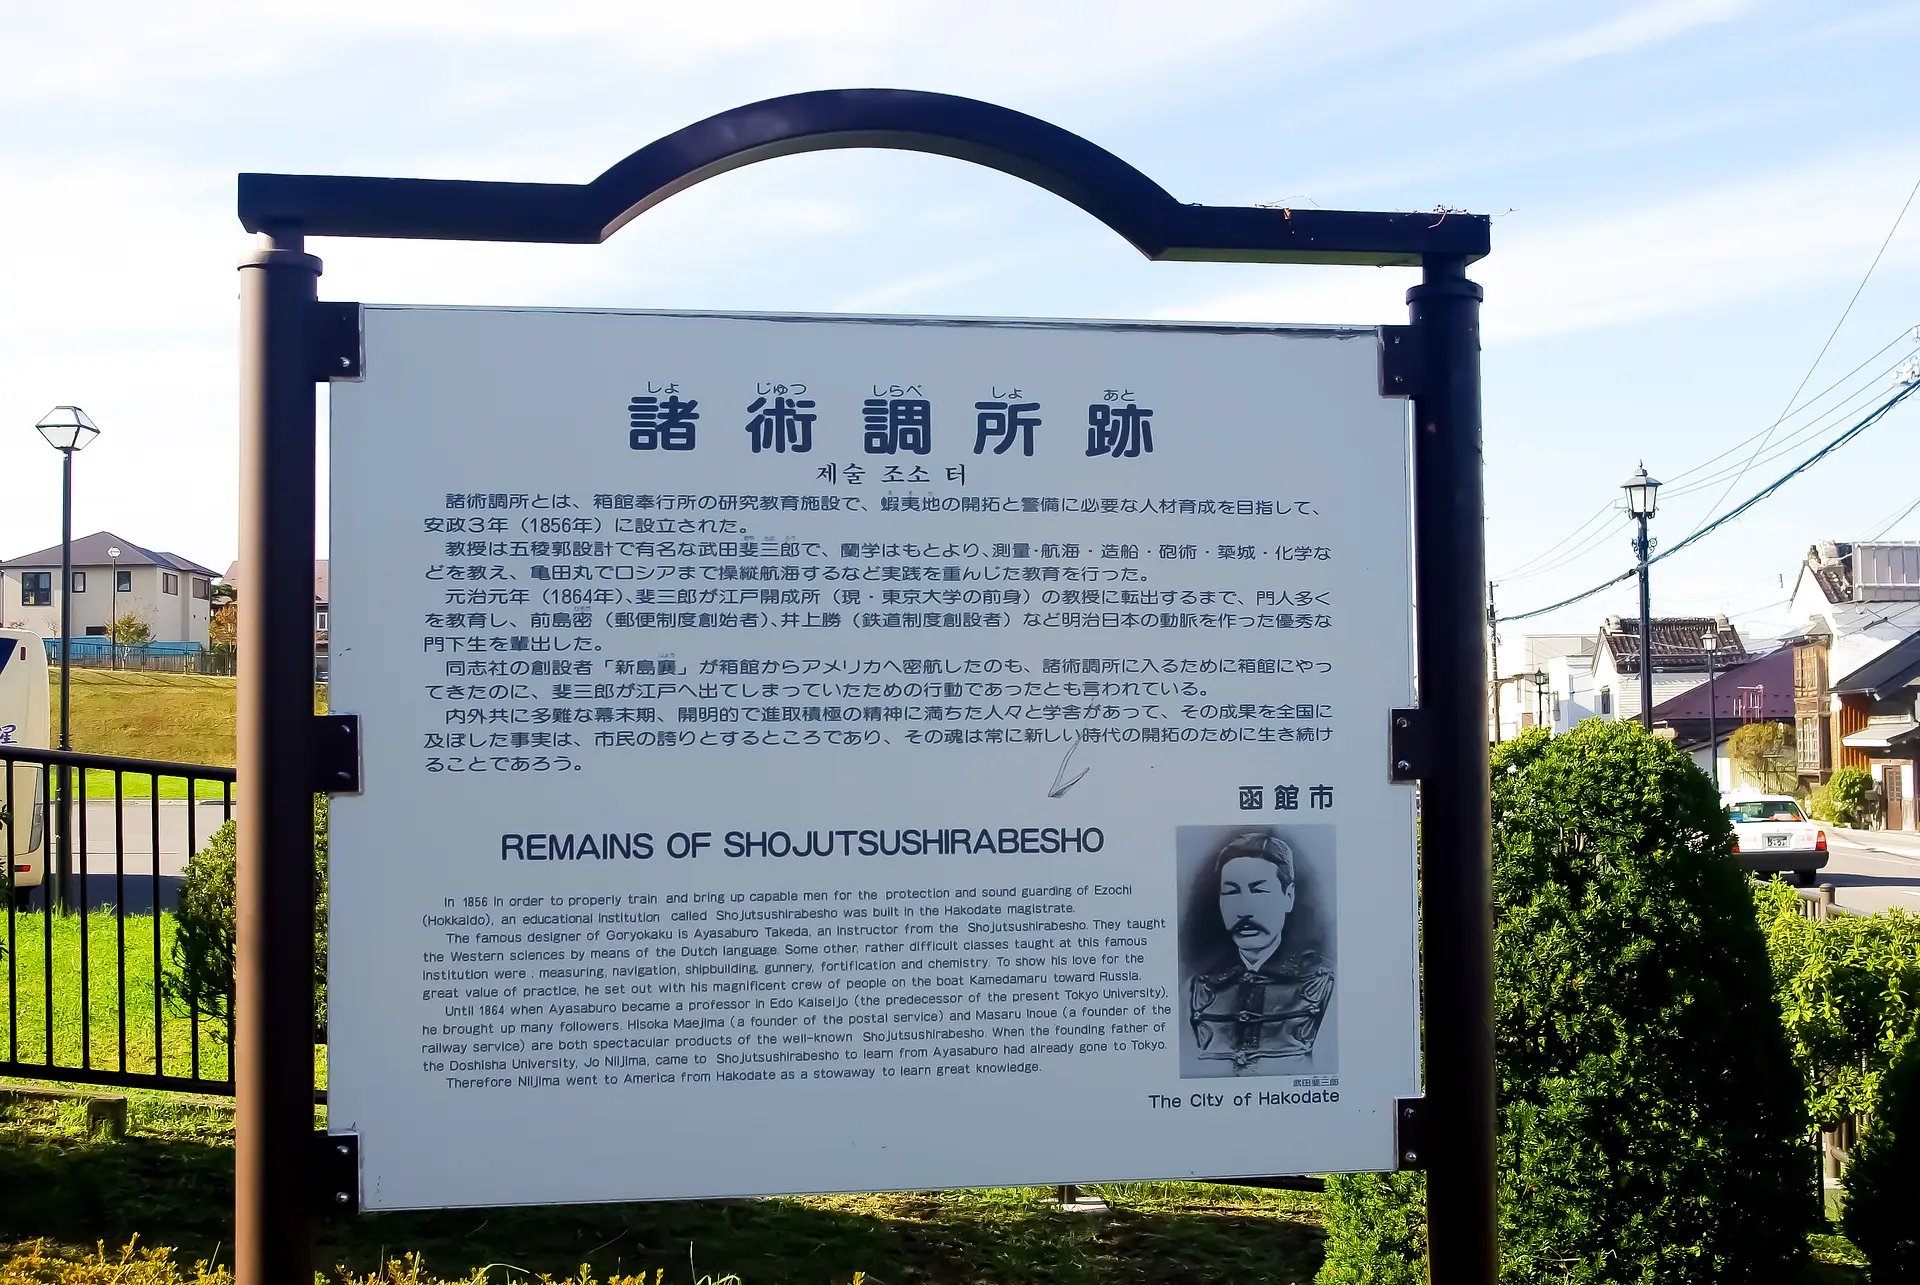 しょ じゅつ しらべ しょ あと
諸術調所跡
제술 조소 터
諸術調所とは、箱館奉行所の研究教育施設で、蝦夷地の開拓と警備に必要な人材育成を目指して、
安政3年（1856年）に設立された。
教授は五稜郭設計で有名な武田斐三郎で、蘭学はもとより、測量・航海・造船・砲術・築城・化学な
どを教え、亀田丸でロシアまで操縦航海するなど実践を重んじた教育を行った。
元治元年（1864年）、斐三郎が江戸開成所（現・東京大学の前身）の教授に転出するまで、門人多く
を教育し、前島密（郵便制度創始者）、井上勝（鉄道制度創設者）など明治日本の動脈を作った優秀な
門下生を輩出した。
同志社の創設者「新島襄」が箱館からアメリカへ密航したのも、諸術調所に入るために箱館にやっ
てきたのに、斐三郎が江戸へ出てしまっていたための行動であったとも言われている。
内外共に多難な幕末期、開明的で進取積極の精神に満ちた人々と学舎があって、その成果を全国に
及ぼした事実は、市民の誇りとするところであり、その魂は常に新しい時代の開拓のために生き続け
ることであろう。
函館市
REMAINS OF SHOJUTSUSHIRABESHO
In 1856 in order to properly train and bring up capable men for the protection and sound guarding of Ezochi
(Hokkaido), an educational institution called Shojutsushirabesho was built in the Hakodate magistrate.
The famous designer of Goryokaku is Ayasaburo Takeda, an instructor from the Shojutsushirabesho. They taught
the Western sciences by means of the Dutch language. Some other, rather difficult classes taught at this famous
institution were : measuring, navigation, shipbuilding, gunnery, fortification and chemistry. To show his love for the
great value of practice, he set out with his magnificent crew of people on the boat Kamedamaru toward Russia.
Until 1864 when Ayasaburo became a professor in Edo Kaiseijo (the predecessor of the present Tokyo University),
he brought up many followers. Hisoka Maejima (a founder of the postal service) and Masaru Inoue (a founder of the
railway service) are both spectacular products of the well-known Shojutsushirabesho. When the founding father of
the Doshisha University, Jo Niijima, came to Shojutsushirabesho to learn from Ayasaburo had already gone to Tokyo.
Therefore Niijima went to America from Hakodate as a stowaway to learn great knowledge.
武田斐三郎
The City of Hakodate